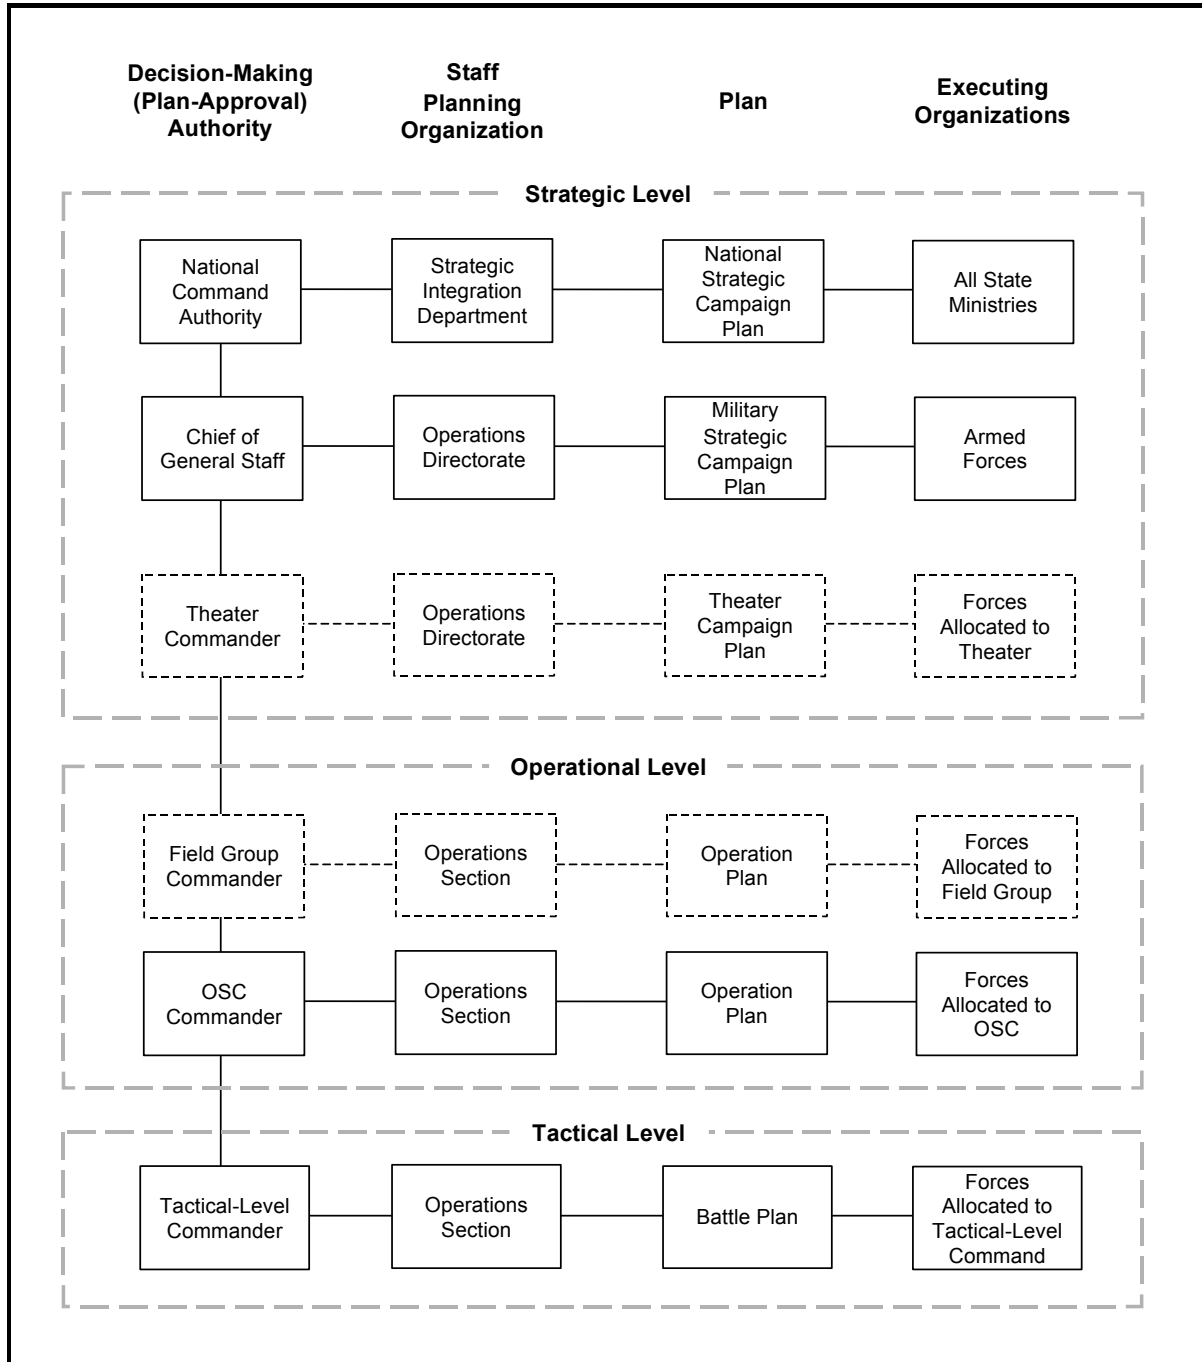 Decision-Making
(Plan-Approval)
Authority
Staff
Planning
Organization
Plan
Executing
Organizations
Strategic Level
National
Command
Authority
Strategic
Integration
Department
National
Strategic
Campaign
Plan
All State
Ministries
Chief of
General Staff
Operations
Directorate
Military
Strategic
Campaign
Plan
Armed
Forces
Theater
Commander
Operations
Directorate
Theater
Campaign
Plan
Forces
Allocated to
Theater
Operational Level
Field Group
Commander
Operations
Section
Operation
Plan
Forces
Allocated to
Field Group
OSC
Commander
Operations
Section
Operation
Plan
Forces
Allocated to
OSC
Tactical Level
Tactical-Level
Commander
Operations
Section
Battle Plan
Forces
Allocated to
Tactical-Level
Command